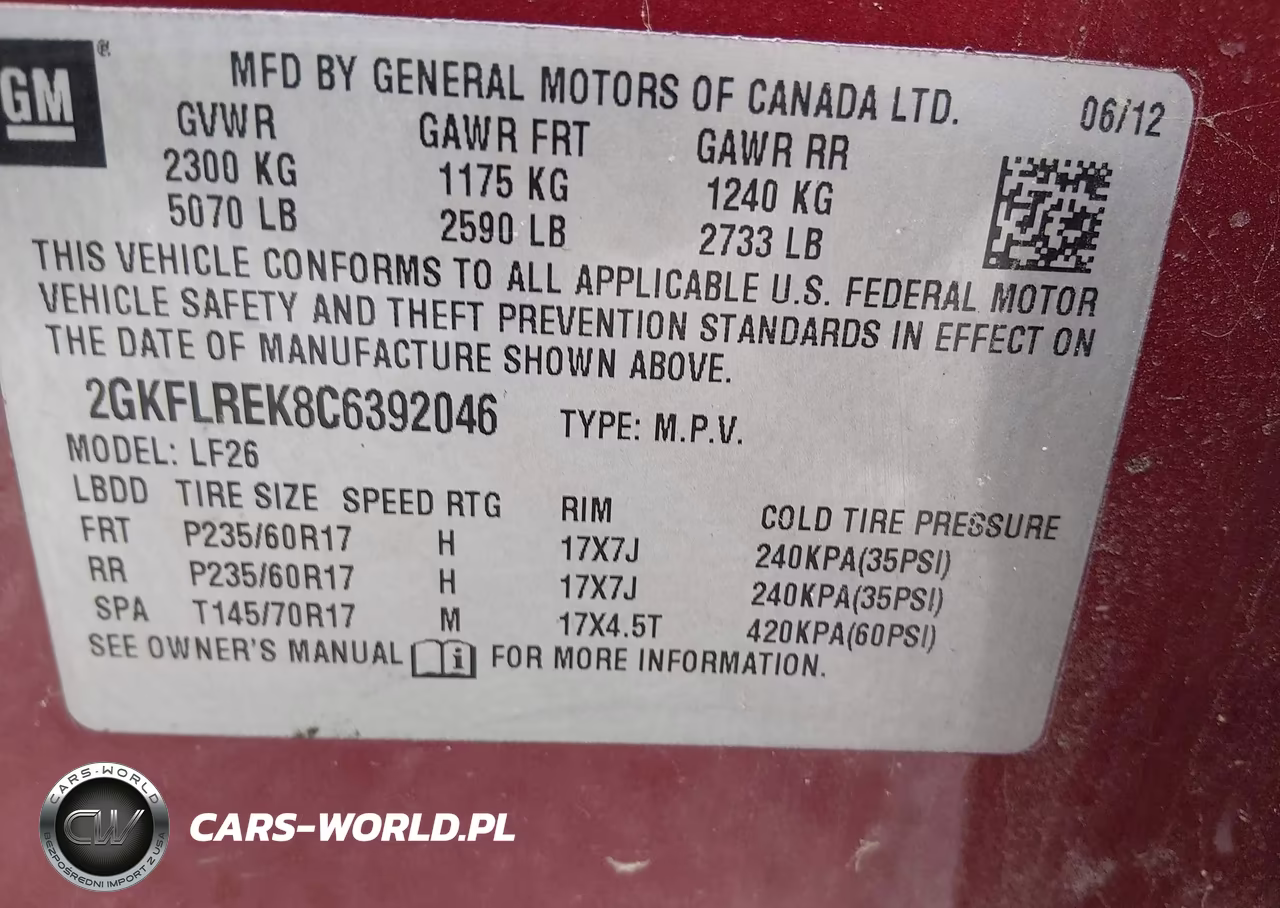 GM®
MFD BY GENERAL MOTORS OF CANADA LTD. 06/12
GVWR GAWR FRT GAWR RR
2300 KG 1175 KG 1240 KG
5070 LB 2590 LB 2733 LB
THIS VEHICLE CONFORMS TO ALL APPLICABLE U.S. FEDERAL MOTOR
VEHICLE SAFETY AND THEFT PREVENTION STANDARDS IN EFFECT ON
THE DATE OF MANUFACTURE SHOWN ABOVE.
2GKFLREK8C6392046 TYPE: M.P.V.
MODEL: LF26
LBDD TIRE SIZE SPEED RTG RIM COLD TIRE PRESSURE
FRT P235/60R17 H 17X7J 240KPA(35PSI)
RR P235/60R17 H 17X7J 240KPA(35PSI)
SPA T145/70R17 M 17X4.5T 420KPA(60PSI)
SEE OWNER'S MANUAL i FOR MORE INFORMATION.
CARS-WORLD
CW
BEZPOŚREDNI IMPORT Z USA
CARS-WORLD.PL